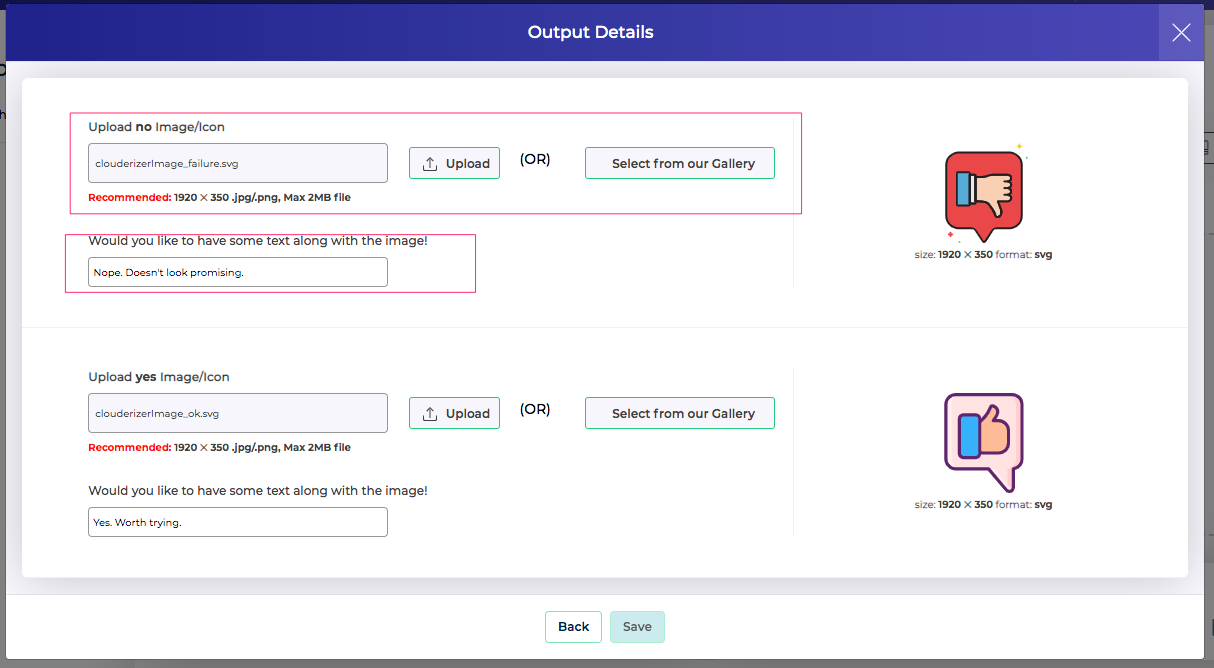 Output Details
Upload no Image/Icon
clouderizerImage_failure.svg
Upload
(OR)
Select from our Gallery
Recommended: 1920 X 350 .jpg/.png, Max 2MB file
Would you like to have some text along with the image!
Nope. Doesn't look promising.
size: 1920 X 350 format: svg
Upload yes Image/Icon
clouderizerImage_ok.svg
Upload
(OR)
Select from our Gallery
Recommended: 1920 X 350 .jpg/.png, Max 2MB file
Would you like to have some text along with the image!
Yes. Worth trying.
size: 1920 X 350 format: svg
Back
Save